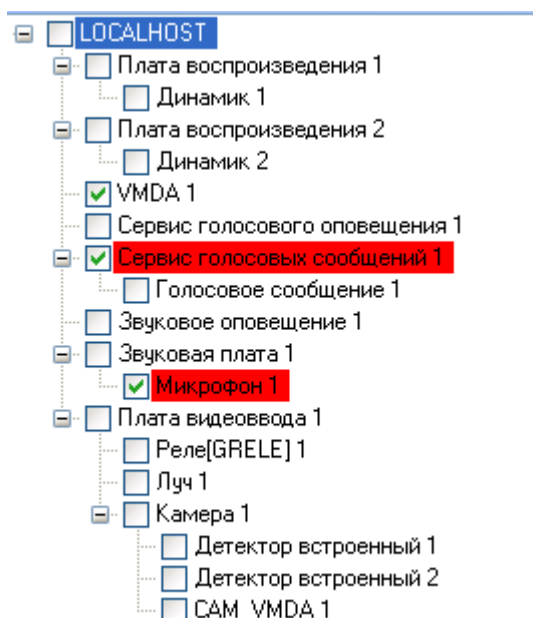 LOCALHOST
Плата воспроизведения 1
Динамик 1
Плата воспроизведения 2
Динамик 2
VMDA 1
Сервис голосового оповещения 1
Сервис голосовых сообщений 1
Голосовое сообщение 1
Звуковое оповещение 1
Звуковая плата 1
Микрофон 1
Плата видеоввода 1
Реле[GRELE] 1
Луч 1
Камера 1
Детектор встроенный 1
Детектор встроенный 2
CAM_VMDA 1